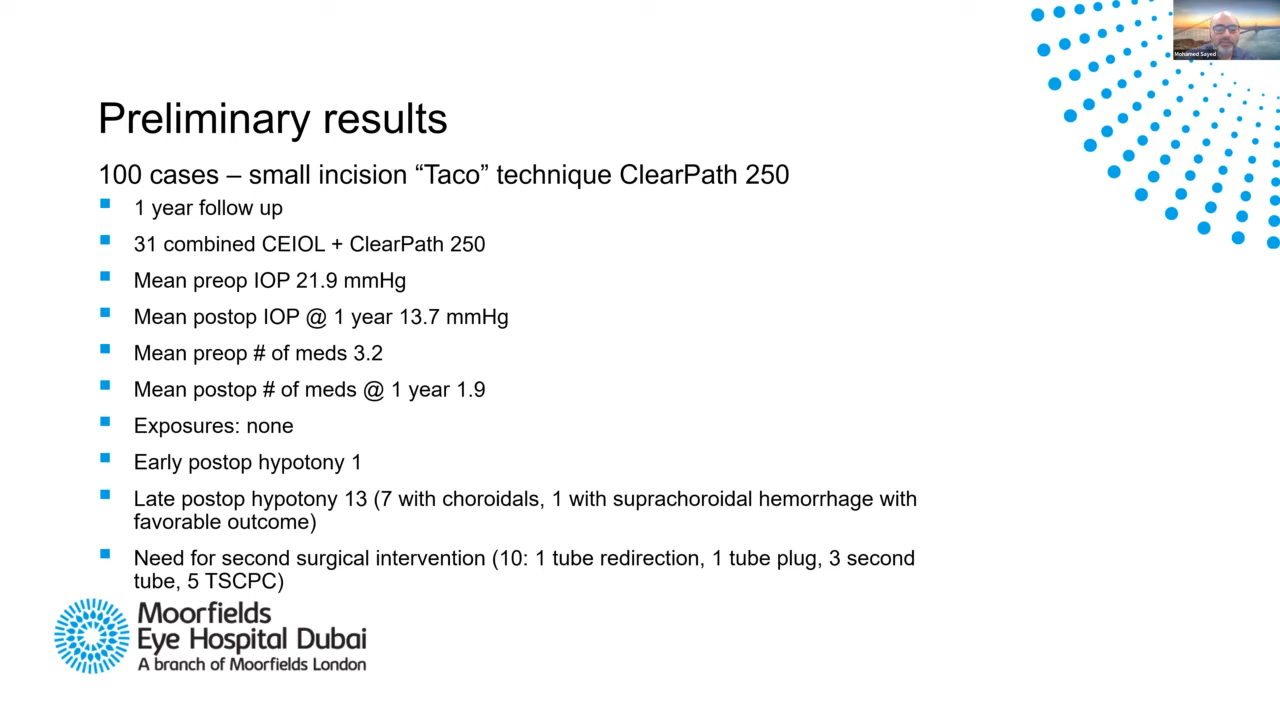 Mohamed Sayed
Preliminary results
100 cases – small incision “Taco” technique ClearPath 250
1 year follow up
31 combined CEIOL + ClearPath 250
Mean preop IOP 21.9 mmHg
Mean postop IOP @ 1 year 13.7 mmHg
Mean preop # of meds 3.2
Mean postop # of meds @ 1 year 1.9
Exposures: none
Early postop hypotony 1
Late postop hypotony 13 (7 with choroidals, 1 with suprachoroidal hemorrhage with
favorable outcome)
Need for second surgical intervention (10: 1 tube redirection, 1 tube plug, 3 second
tube, 5 TSCPC)
Moorfields
Eye Hospital Dubai
A branch of Moorfields London